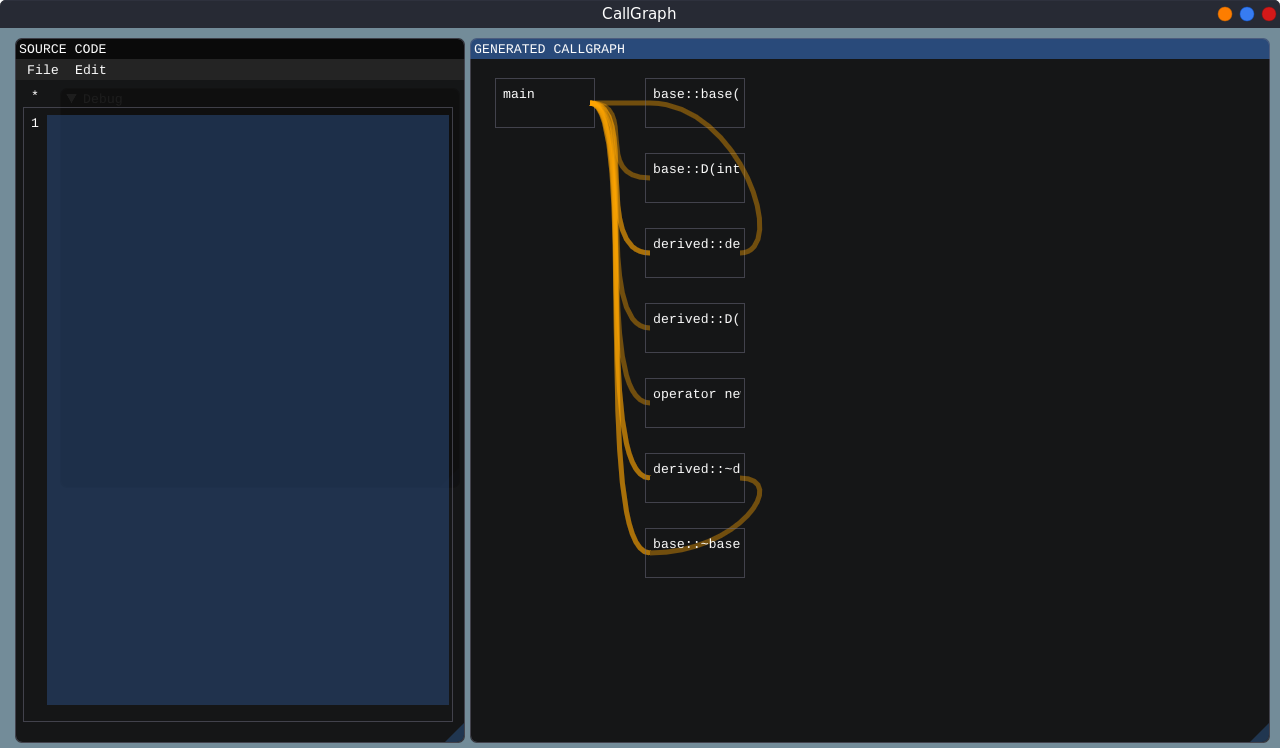 CallGraph
SOURCE CODE
File Edit
*
Debug
1
GENERATED CALLGRAPH
main
base::base(
base::D(int
derived::de
derived::D(
operator ne
derived::~d
base::~base